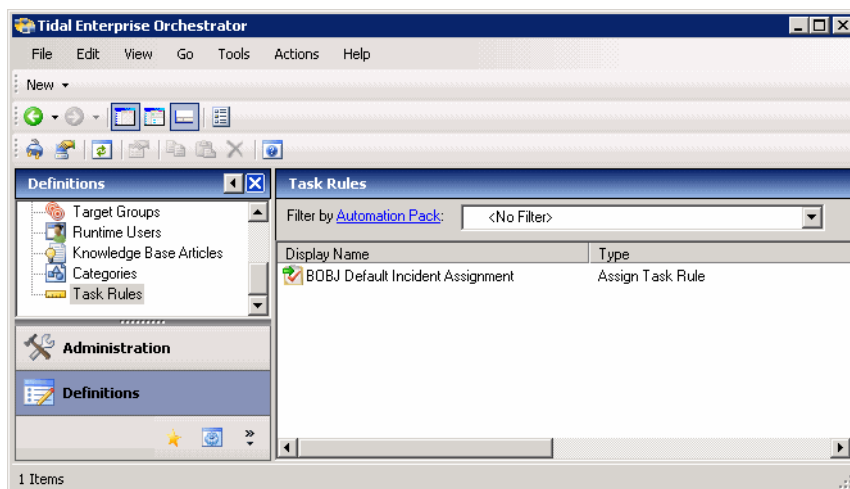 Tidal Enterprise Orchestrator
File Edit View Go Tools Actions Help
New
Definitions
Target Groups
Runtime Users
Knowledge Base Articles
Categories
Task Rules
Administration
Definitions
Task Rules
Filter by Automation Pack: <No Filter>
Display Name Type
BOBJ Default Incident Assignment Assign Task Rule
1 Items